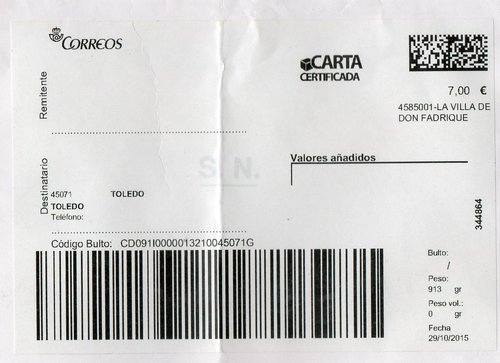 CORREOS
CARTA
CERTIFICADA
7,00 €
4585001-LA VILLA DE
DON FADRIQUE
Remitente
Destinatario
S.N.
Valores añadidos
45071 TOLEDO
TOLEDO
Teléfono:
344864
Código Bulto: CD091I0000013210045071G
Bulto:
/
Peso:
913 gr
Peso vol.:
0 gr
Fecha
29/10/2015